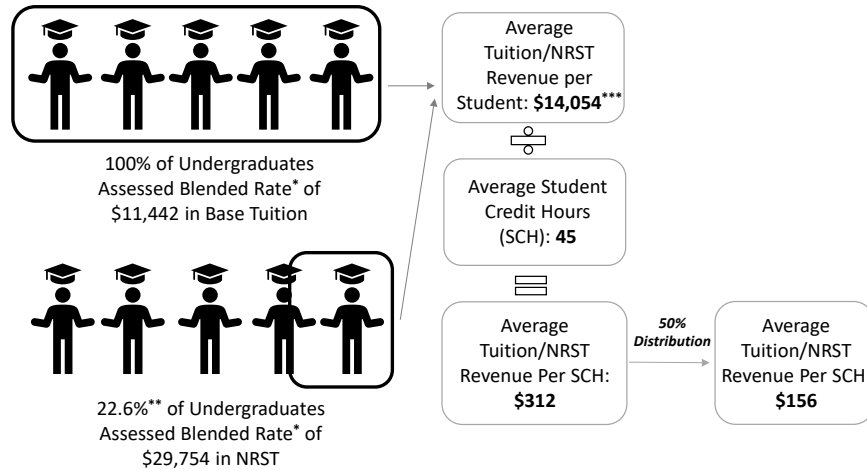 100% of Undergraduates
Assessed Blended Rate* of
$11,442 in Base Tuition
22.6%** of Undergraduates
Assessed Blended Rate* of
$29,754 in NRST
Average
Tuition/NRST
Revenue per
Student: $14,054***
Average Student
Credit Hours
(SCH): 45
Average
Tuition/NRST
Revenue Per SCH:
$312
50%
Distribution
Average
Tuition/NRST
Revenue Per SCH
$156